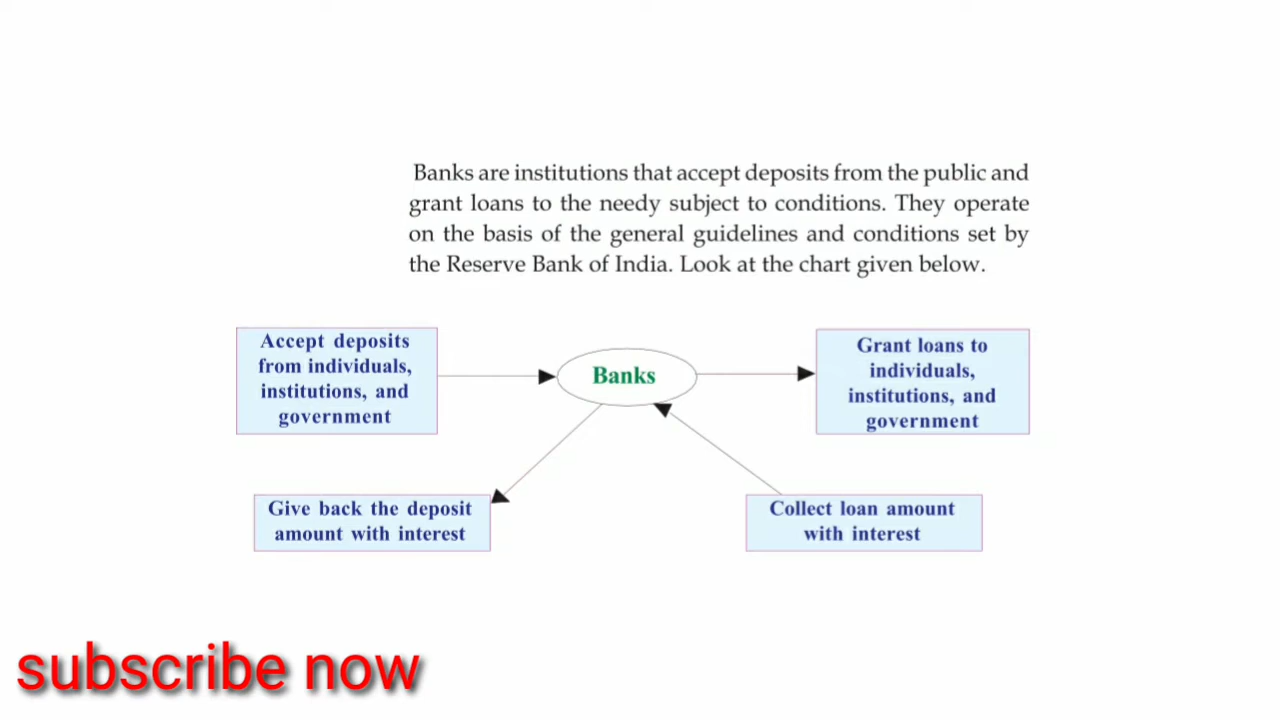 Banks are institutions that accept deposits from the public and
grant loans to the needy subject to conditions. They operate
on the basis of the general guidelines and conditions set by
the Reserve Bank of India. Look at the chart given below.
Accept deposits
from individuals,
institutions, and
government
Banks
Grant loans to
individuals,
institutions, and
government
Give back the deposit
amount with interest
Collect loan amount
with interest
subscribe now